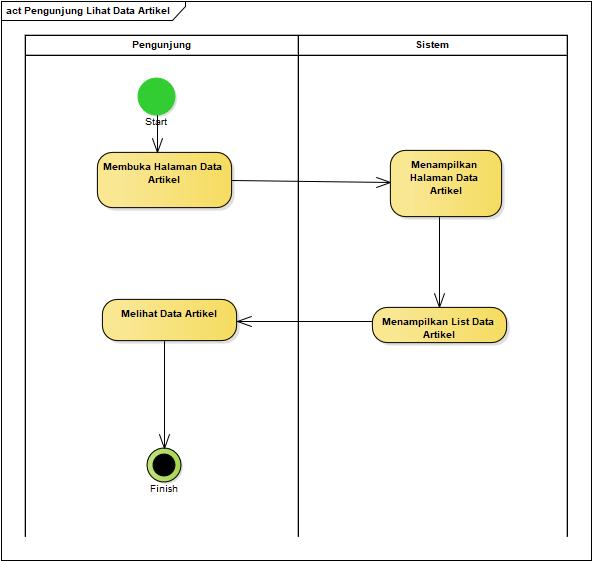 act Pengunjung Lihat Data Artikel
Pengunjung
Sistem
Start
Membuka Halaman Data
Artikel
Menampilkan
Halaman Data
Artikel
Melihat Data Artikel
Menampilkan List Data
Artikel
Finish